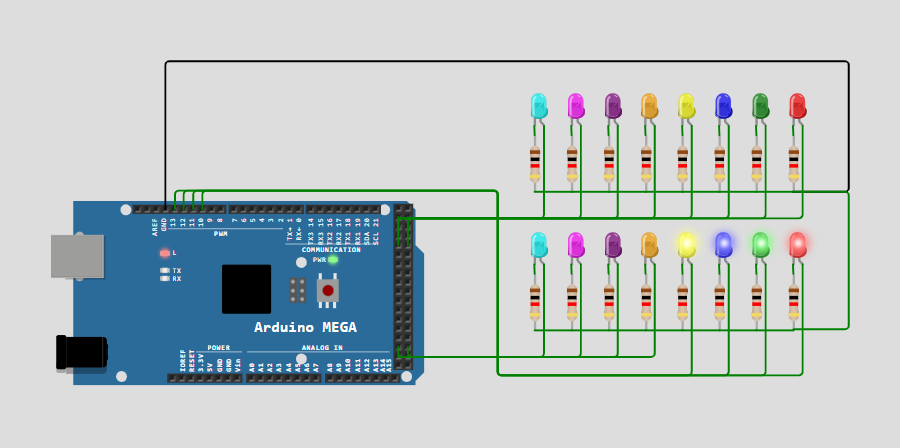 AREF
GND
13
12
11
10
9
8
7
6
5
4
3
2
TX→ 1
RX← 0
TX3 14
RX3 15
TX2 16
RX2 17
TX1 18
RX1 19
SDA 20
SCL 21
PWM
COMMUNICATION
L
PWR
TX
RX
Arduino MEGA
POWER
ANALOG IN
IOREF
RESET
3.3V
5V
GND
GND
Vin
A0
A1
A2
A3
A4
A5
A6
A7
A8
A9
A10
A11
A12
A13
A14
A15